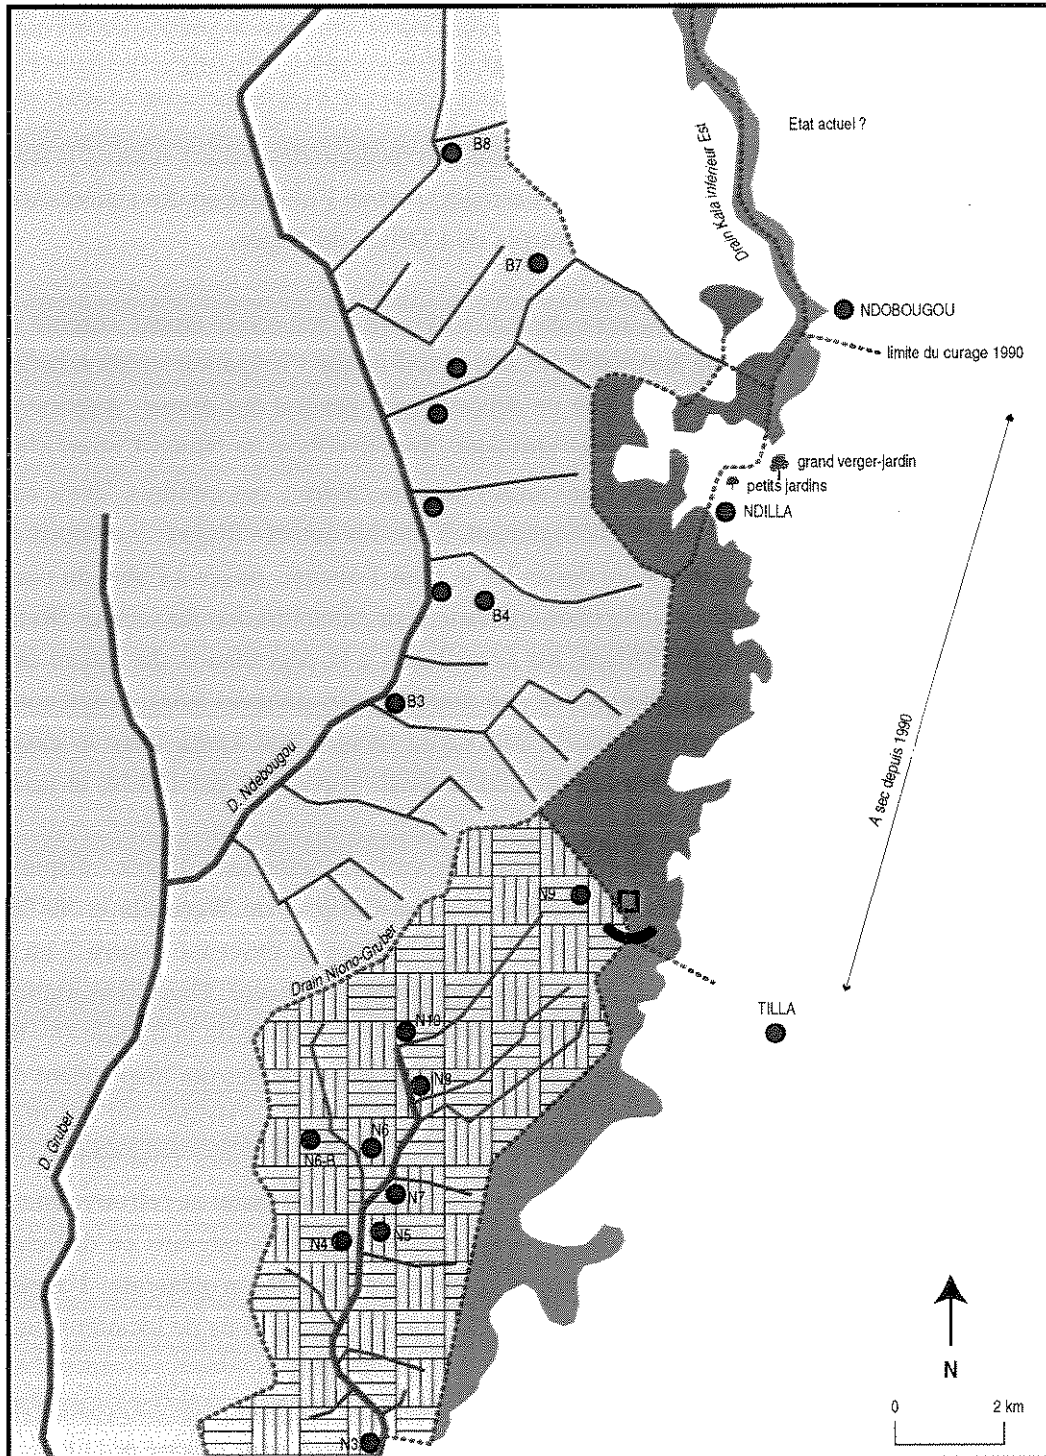 Etat actuel ?
B8
Drain Kala inférieur Est
B7
NDOBOUGOU
limite du curage 1990
grand verger-jardin
petits jardins
NDILLA
B4
B3
A sec depuis 1990
D. Ndebougou
N9
Drain Niono-Gruber
TILLA
N10
N8
D. Gruber
N6
N6-B
N7
N5
N4
N
0 2 km
N3